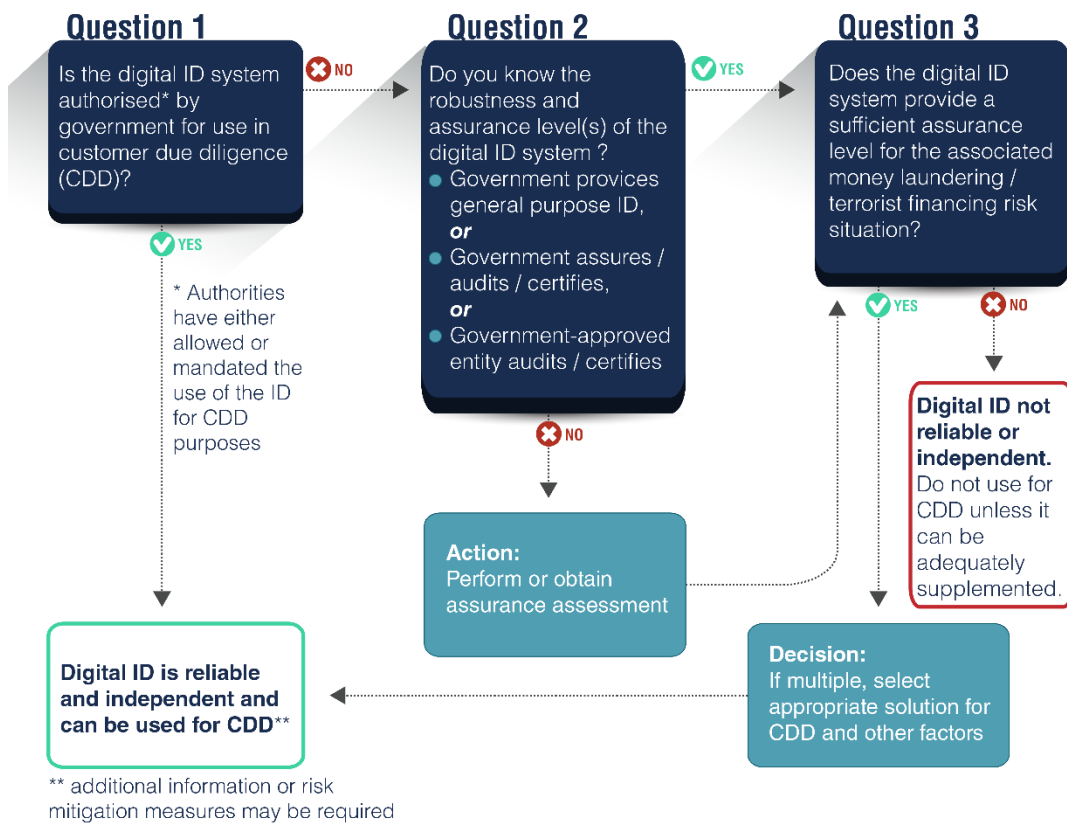 Question 1
Is the digital ID system
authorised* by
government for use in
customer due diligence
(CDD)?
NO
YES
* Authorities
have either
allowed or
mandated the
use of the ID
for CDD
purposes
Question 2
Do you know the
robustness and
assurance level(s) of the
digital ID system ?
Government provices
general purpose ID,
or
Government assures /
audits / certifies,
or
Government-approved
entity audits / certifies
YES
NO
Question 3
Does the digital ID
system provide a
sufficient assurance
level for the associated
money laundering /
terrorist financing risk
situation?
YES
NO
Digital ID not
reliable or
independent.
Do not use for
CDD unless it
can be
adequately
supplemented.
Action:
Perform or obtain
assurance assessment
Decision:
If multiple, select
appropriate solution for
CDD and other factors
Digital ID is reliable
and independent and
can be used for CDD**
** additional information or risk
mitigation measures may be required